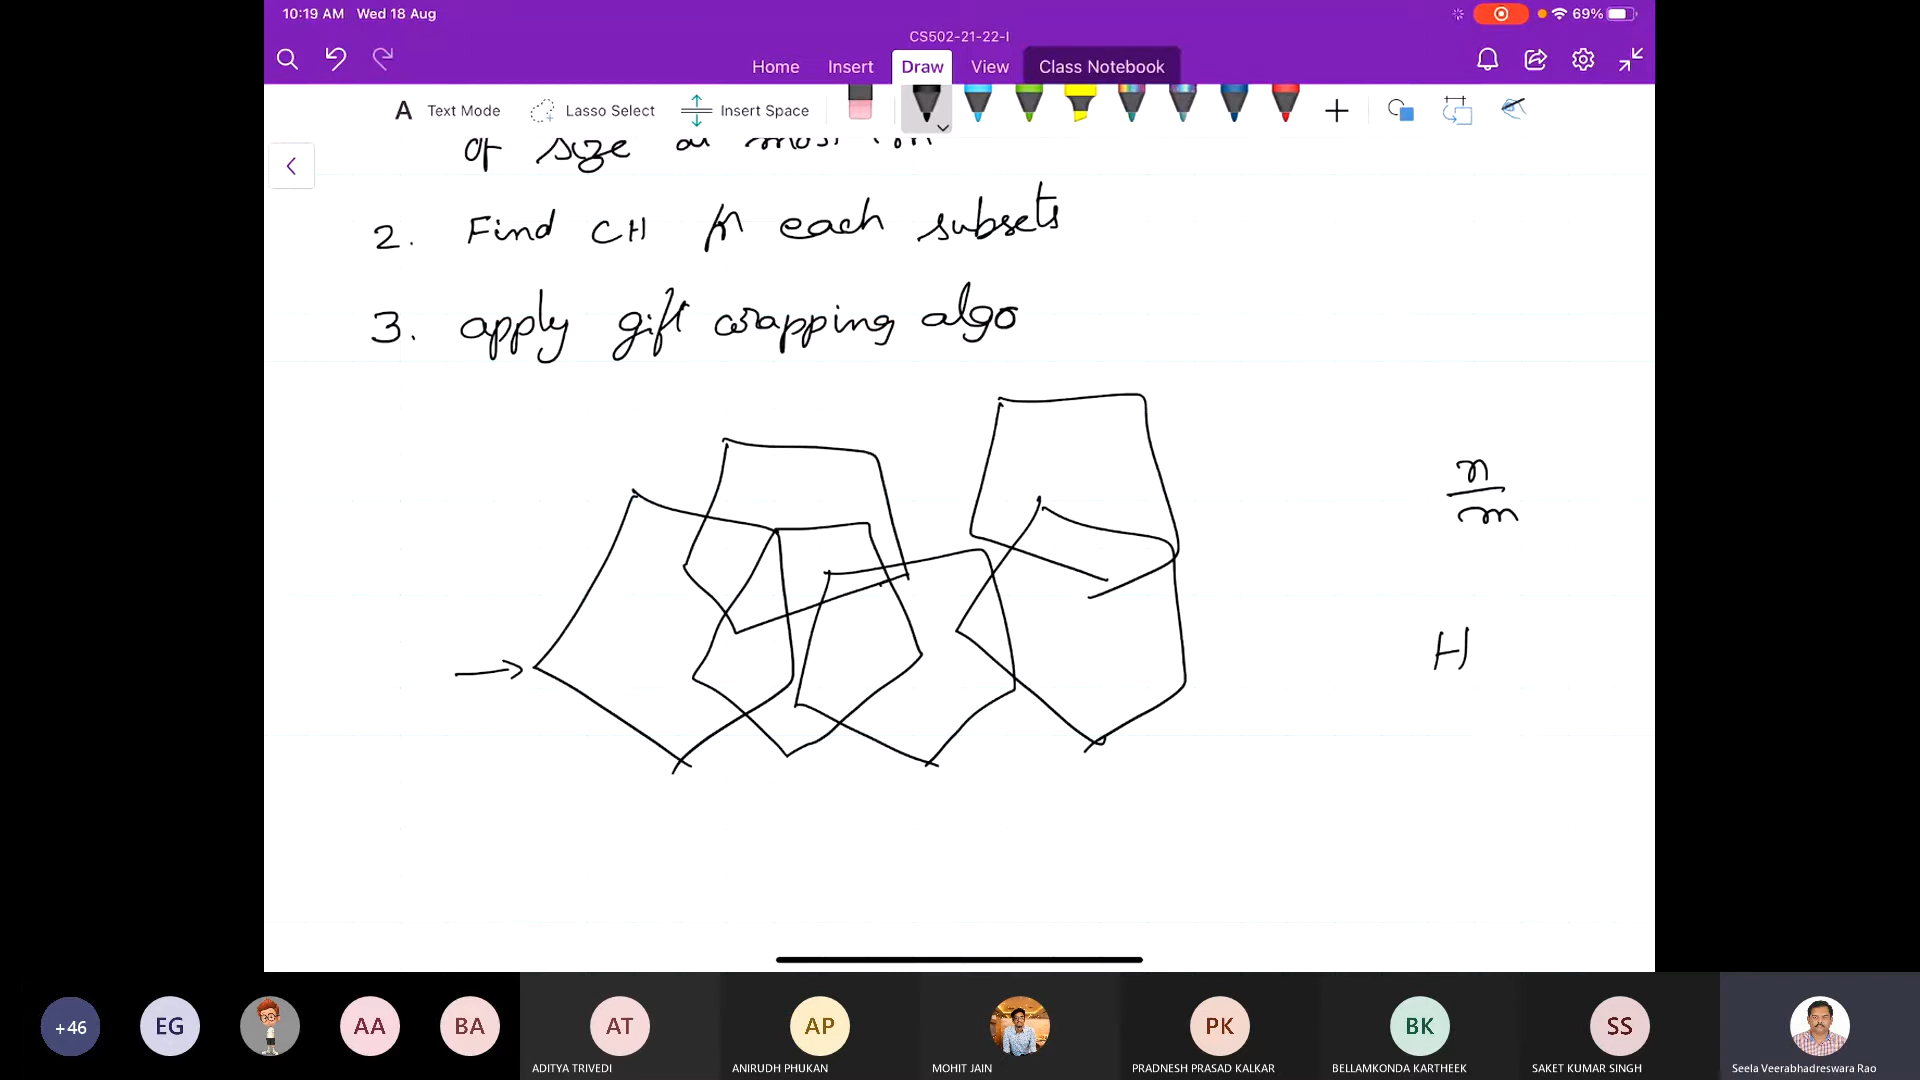 10:19 AM Wed 18 Aug
69%
CS502-21-22-I
Home Insert Draw View Class Notebook
A Text Mode Lasso Select Insert Space
of size at most
2. Find CH for each subsets
3. apply gift wrapping algo
n
m
H
+46 EG AA BA AT AP PK BK SS
ADITYA TRIVEDI ANIRUDH PHUKAN MOHIT JAIN PRADNESH PRASAD KALKAR BELLAMKONDA KARTHEEK SAKET KUMAR SINGH Seela Veerabhadreswara Rao